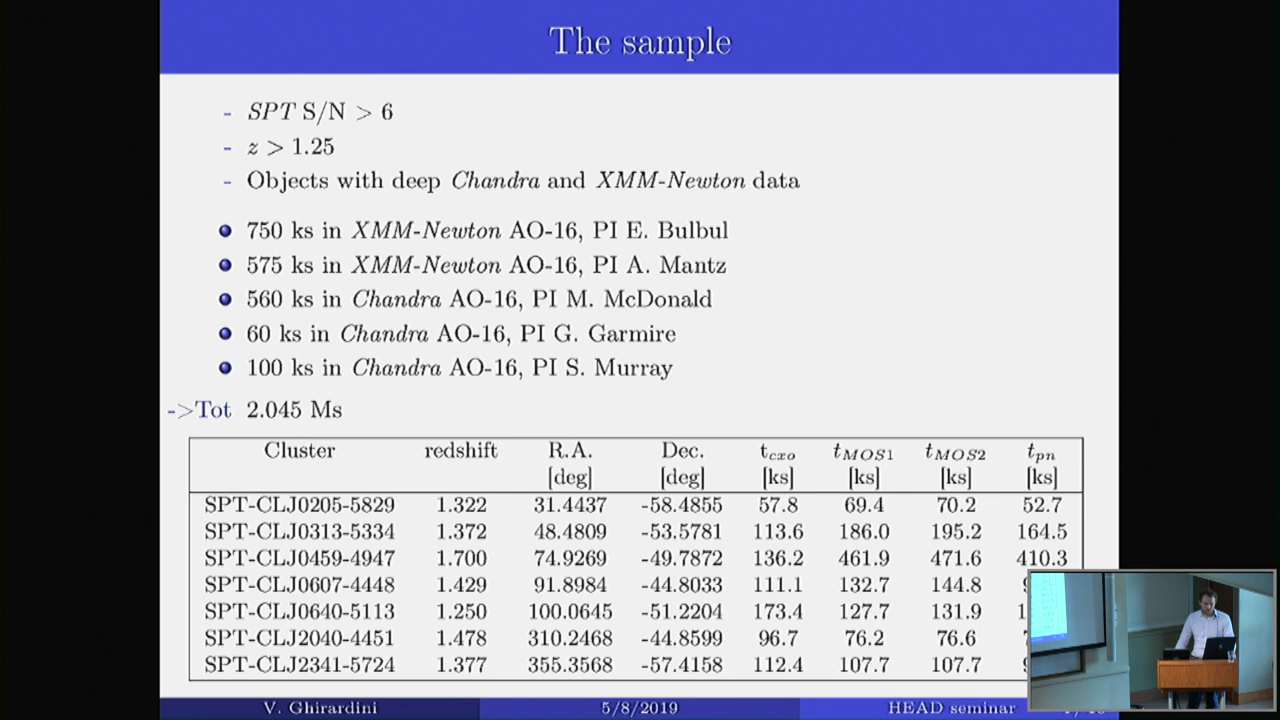 The sample
- SPT S/N > 6
- z > 1.25
- Objects with deep Chandra and XMM-Newton data
750 ks in XMM-Newton AO-16, PI E. Bulbul
575 ks in XMM-Newton AO-16, PI A. Mantz
560 ks in Chandra AO-16, PI M. McDonald
60 ks in Chandra AO-16, PI G. Garmire
100 ks in Chandra AO-16, PI S. Murray
->Tot 2.045 Ms
Cluster redshift R.A. Dec. t_cxo t_MOS1 t_MOS2 t_pn
[deg] [deg] [ks] [ks] [ks] [ks]
SPT-CLJ0205-5829 1.322 31.4437 -58.4855 57.8 69.4 70.2 52.7
SPT-CLJ0313-5334 1.372 48.4809 -53.5781 113.6 186.0 195.2 164.5
SPT-CLJ0459-4947 1.700 74.9269 -49.7872 136.2 461.9 471.6 410.3
SPT-CLJ0607-4448 1.429 91.8984 -44.8033 111.1 132.7 144.8
SPT-CLJ0640-5113 1.250 100.0645 -51.2204 173.4 127.7 131.9
SPT-CLJ2040-4451 1.478 310.2468 -44.8599 96.7 76.2 76.6
SPT-CLJ2341-5724 1.377 355.3568 -57.4158 112.4 107.7 107.7
V. Ghirardini 5/8/2019 HEAD seminar